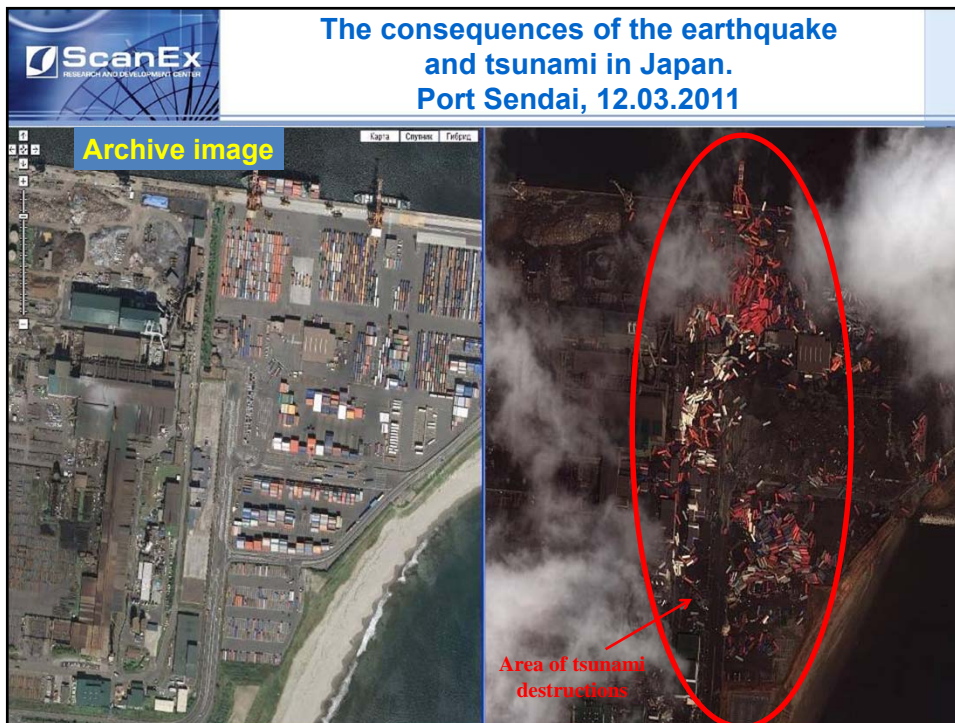 ScanEx
RESEARCH AND DEVELOPMENT CENTER
The consequences of the earthquake
and tsunami in Japan.
Port Sendai, 12.03.2011
Archive image
Карта Спутник Гибрид
Area of tsunami
destructions